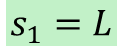 s₁ = L